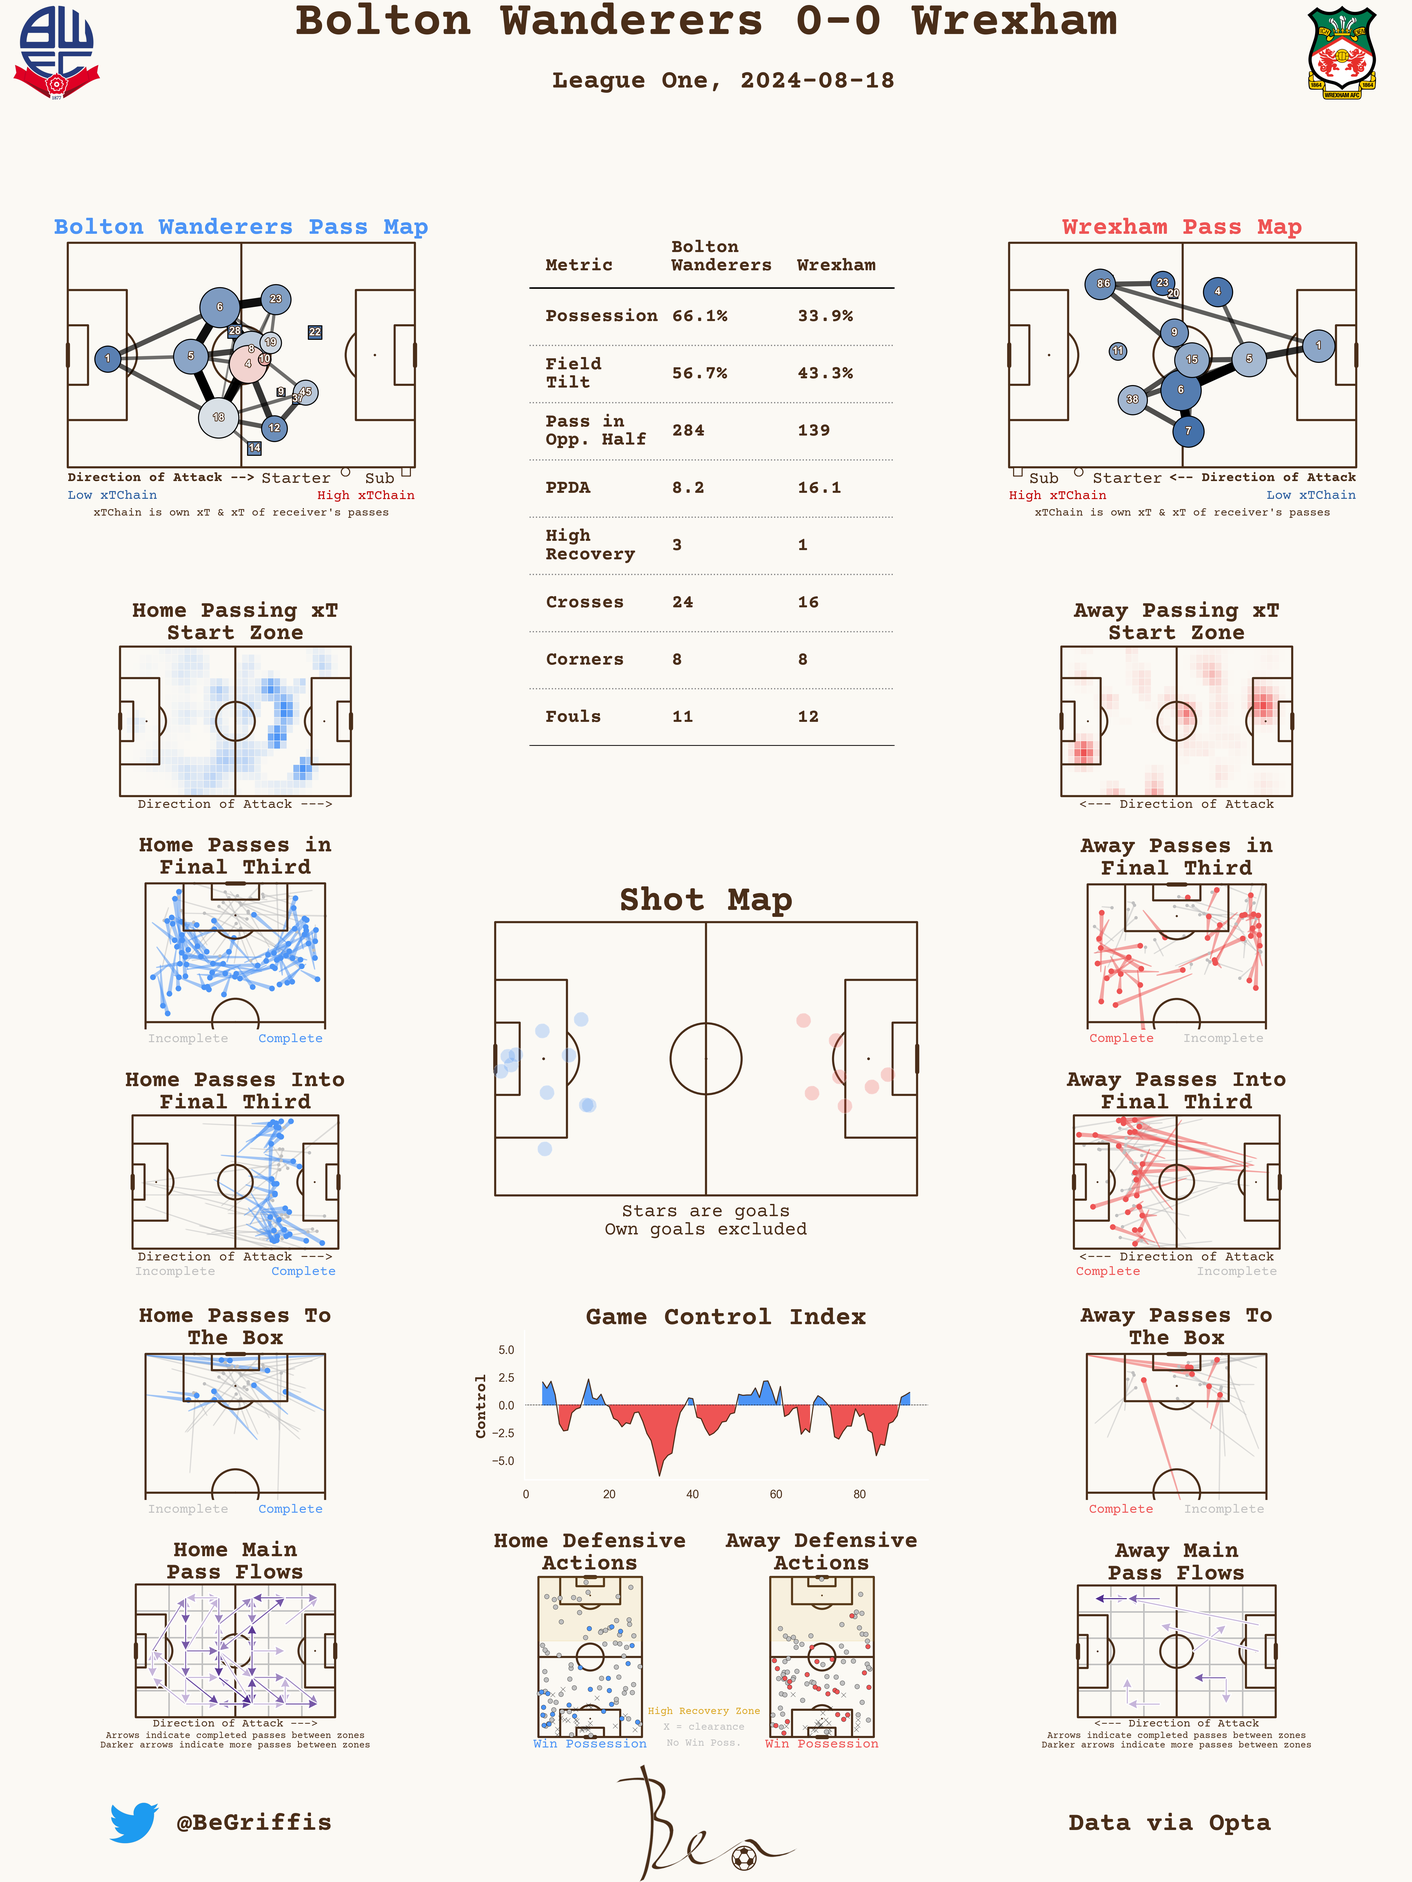 Bolton Wanderers 0-0 Wrexham
League One, 2024-08-18
1877
1864 1864
WREXHAM AFC
Bolton Wanderers Pass Map
1
6
5
18
23
28
22
8
19
4
10
9
37
45
12
14
Direction of Attack --> Starter Sub
Low xTChain High xTChain
xTChain is own xT & xT of receiver's passes
Metric Bolton Wanderers Wrexham
Possession 66.1% 33.9%
Field Tilt 56.7% 43.3%
Pass in Opp. Half 284 139
PPDA 8.2 16.1
High Recovery 3 1
Crosses 24 16
Corners 8 8
Fouls 11 12
Wrexham Pass Map
23
20
4
9
11
15
5
1
6
38
7
Sub Starter <-- Direction of Attack
High xTChain Low xTChain
xTChain is own xT & xT of receiver's passes
Home Passing xT
Start Zone
Direction of Attack --->
Away Passing xT
Start Zone
<--- Direction of Attack
Home Passes in
Final Third
Incomplete Complete
Away Passes in
Final Third
Complete Incomplete
Shot Map
Stars are goals
Own goals excluded
Home Passes Into
Final Third
Direction of Attack --->
Incomplete Complete
Away Passes Into
Final Third
<--- Direction of Attack
Complete Incomplete
Home Passes To
The Box
Incomplete Complete
Game Control Index
Control
5.0
2.5
0.0
−2.5
−5.0
0 20 40 60 80
Away Passes To
The Box
Complete Incomplete
Home Main
Pass Flows
Direction of Attack --->
Arrows indicate completed passes between zones
Darker arrows indicate more passes between zones
Home Defensive
Actions
Win Possession
High Recovery Zone
X = clearance
No Win Poss.
Away Defensive
Actions
Win Possession
Away Main
Pass Flows
<--- Direction of Attack
Arrows indicate completed passes between zones
Darker arrows indicate more passes between zones
@BeGriffis
Ben
Data via Opta